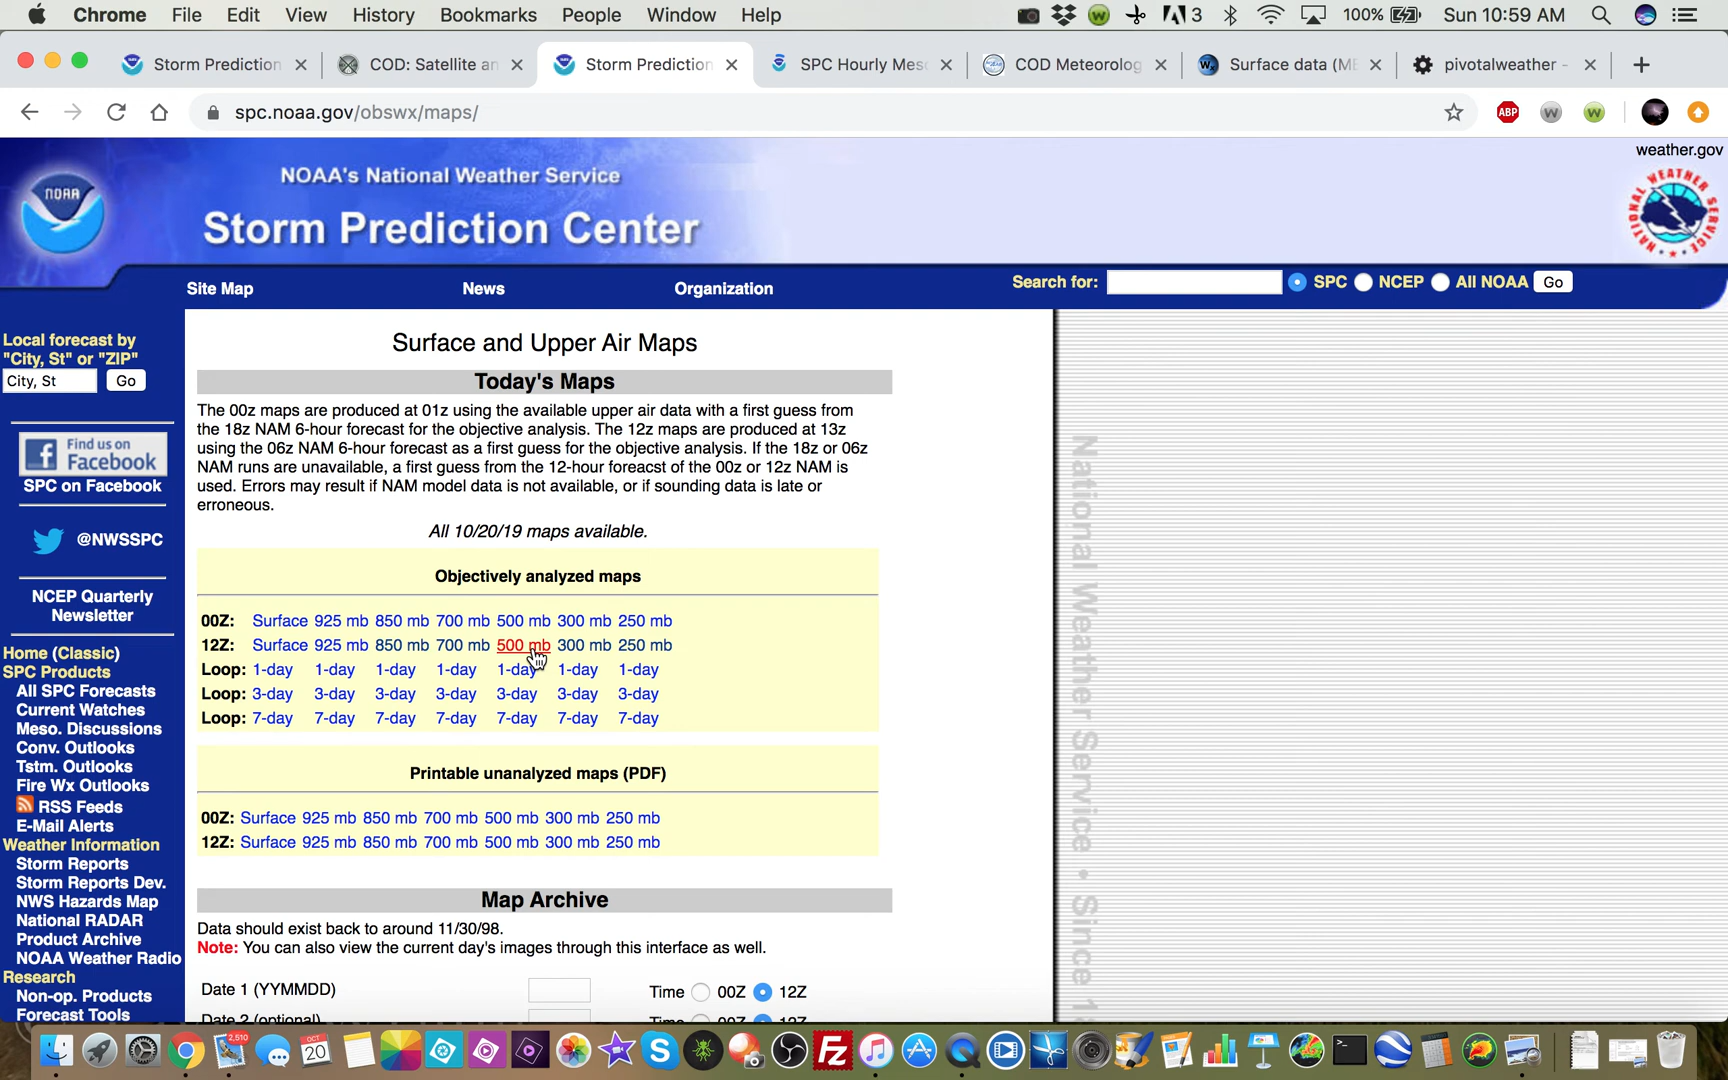 Chrome File Edit View History Bookmarks People Window Help 3 100% Sun 10:59 AM
Storm Prediction COD: Satellite an Storm Prediction SPC Hourly Mes COD Meteorolog Surface data (ME pivotalweather -
spc.noaa.gov/obswx/maps/ ABP
weather.gov
NOAA
NOAA's National Weather Service
Storm Prediction Center
Site Map News Organization Search for: SPC NCEP All NOAA Go
Local forecast by
"City, St" or "ZIP"
City, St Go
Find us on
Facebook
SPC on Facebook
@NWSSPC
NCEP Quarterly
Newsletter
Home (Classic)
SPC Products
All SPC Forecasts
Current Watches
Meso. Discussions
Conv. Outlooks
Tstm. Outlooks
Fire Wx Outlooks
RSS Feeds
E-Mail Alerts
Weather Information
Storm Reports
Storm Reports Dev.
NWS Hazards Map
National RADAR
Product Archive
NOAA Weather Radio
Research
Non-op. Products
Forecast Tools
Surface and Upper Air Maps
Today's Maps
The 00z maps are produced at 01z using the available upper air data with a first guess from
the 18z NAM 6-hour forecast for the objective analysis. The 12z maps are produced at 13z
using the 06z NAM 6-hour forecast as a first guess for the objective analysis. If the 18z or 06z
NAM runs are unavailable, a first guess from the 12-hour foreacst of the 00z or 12z NAM is
used. Errors may result if NAM model data is not available, or if sounding data is late or
erroneous.
All 10/20/19 maps available.
Objectively analyzed maps
00Z: Surface 925 mb 850 mb 700 mb 500 mb 300 mb 250 mb
12Z: Surface 925 mb 850 mb 700 mb 500 mb 300 mb 250 mb
Loop: 1-day 1-day 1-day 1-day 1-day 1-day 1-day
Loop: 3-day 3-day 3-day 3-day 3-day 3-day 3-day
Loop: 7-day 7-day 7-day 7-day 7-day 7-day 7-day
Printable unanalyzed maps (PDF)
00Z: Surface 925 mb 850 mb 700 mb 500 mb 300 mb 250 mb
12Z: Surface 925 mb 850 mb 700 mb 500 mb 300 mb 250 mb
Map Archive
Data should exist back to around 11/30/98.
Note: You can also view the current day's images through this interface as well.
Date 1 (YYMMDD) Time 00Z 12Z
Date 2 (optional) Time 00Z 12Z
National Weather Service • Since 1
NATIONAL WEATHER SERVICE
2,510 OCT 20